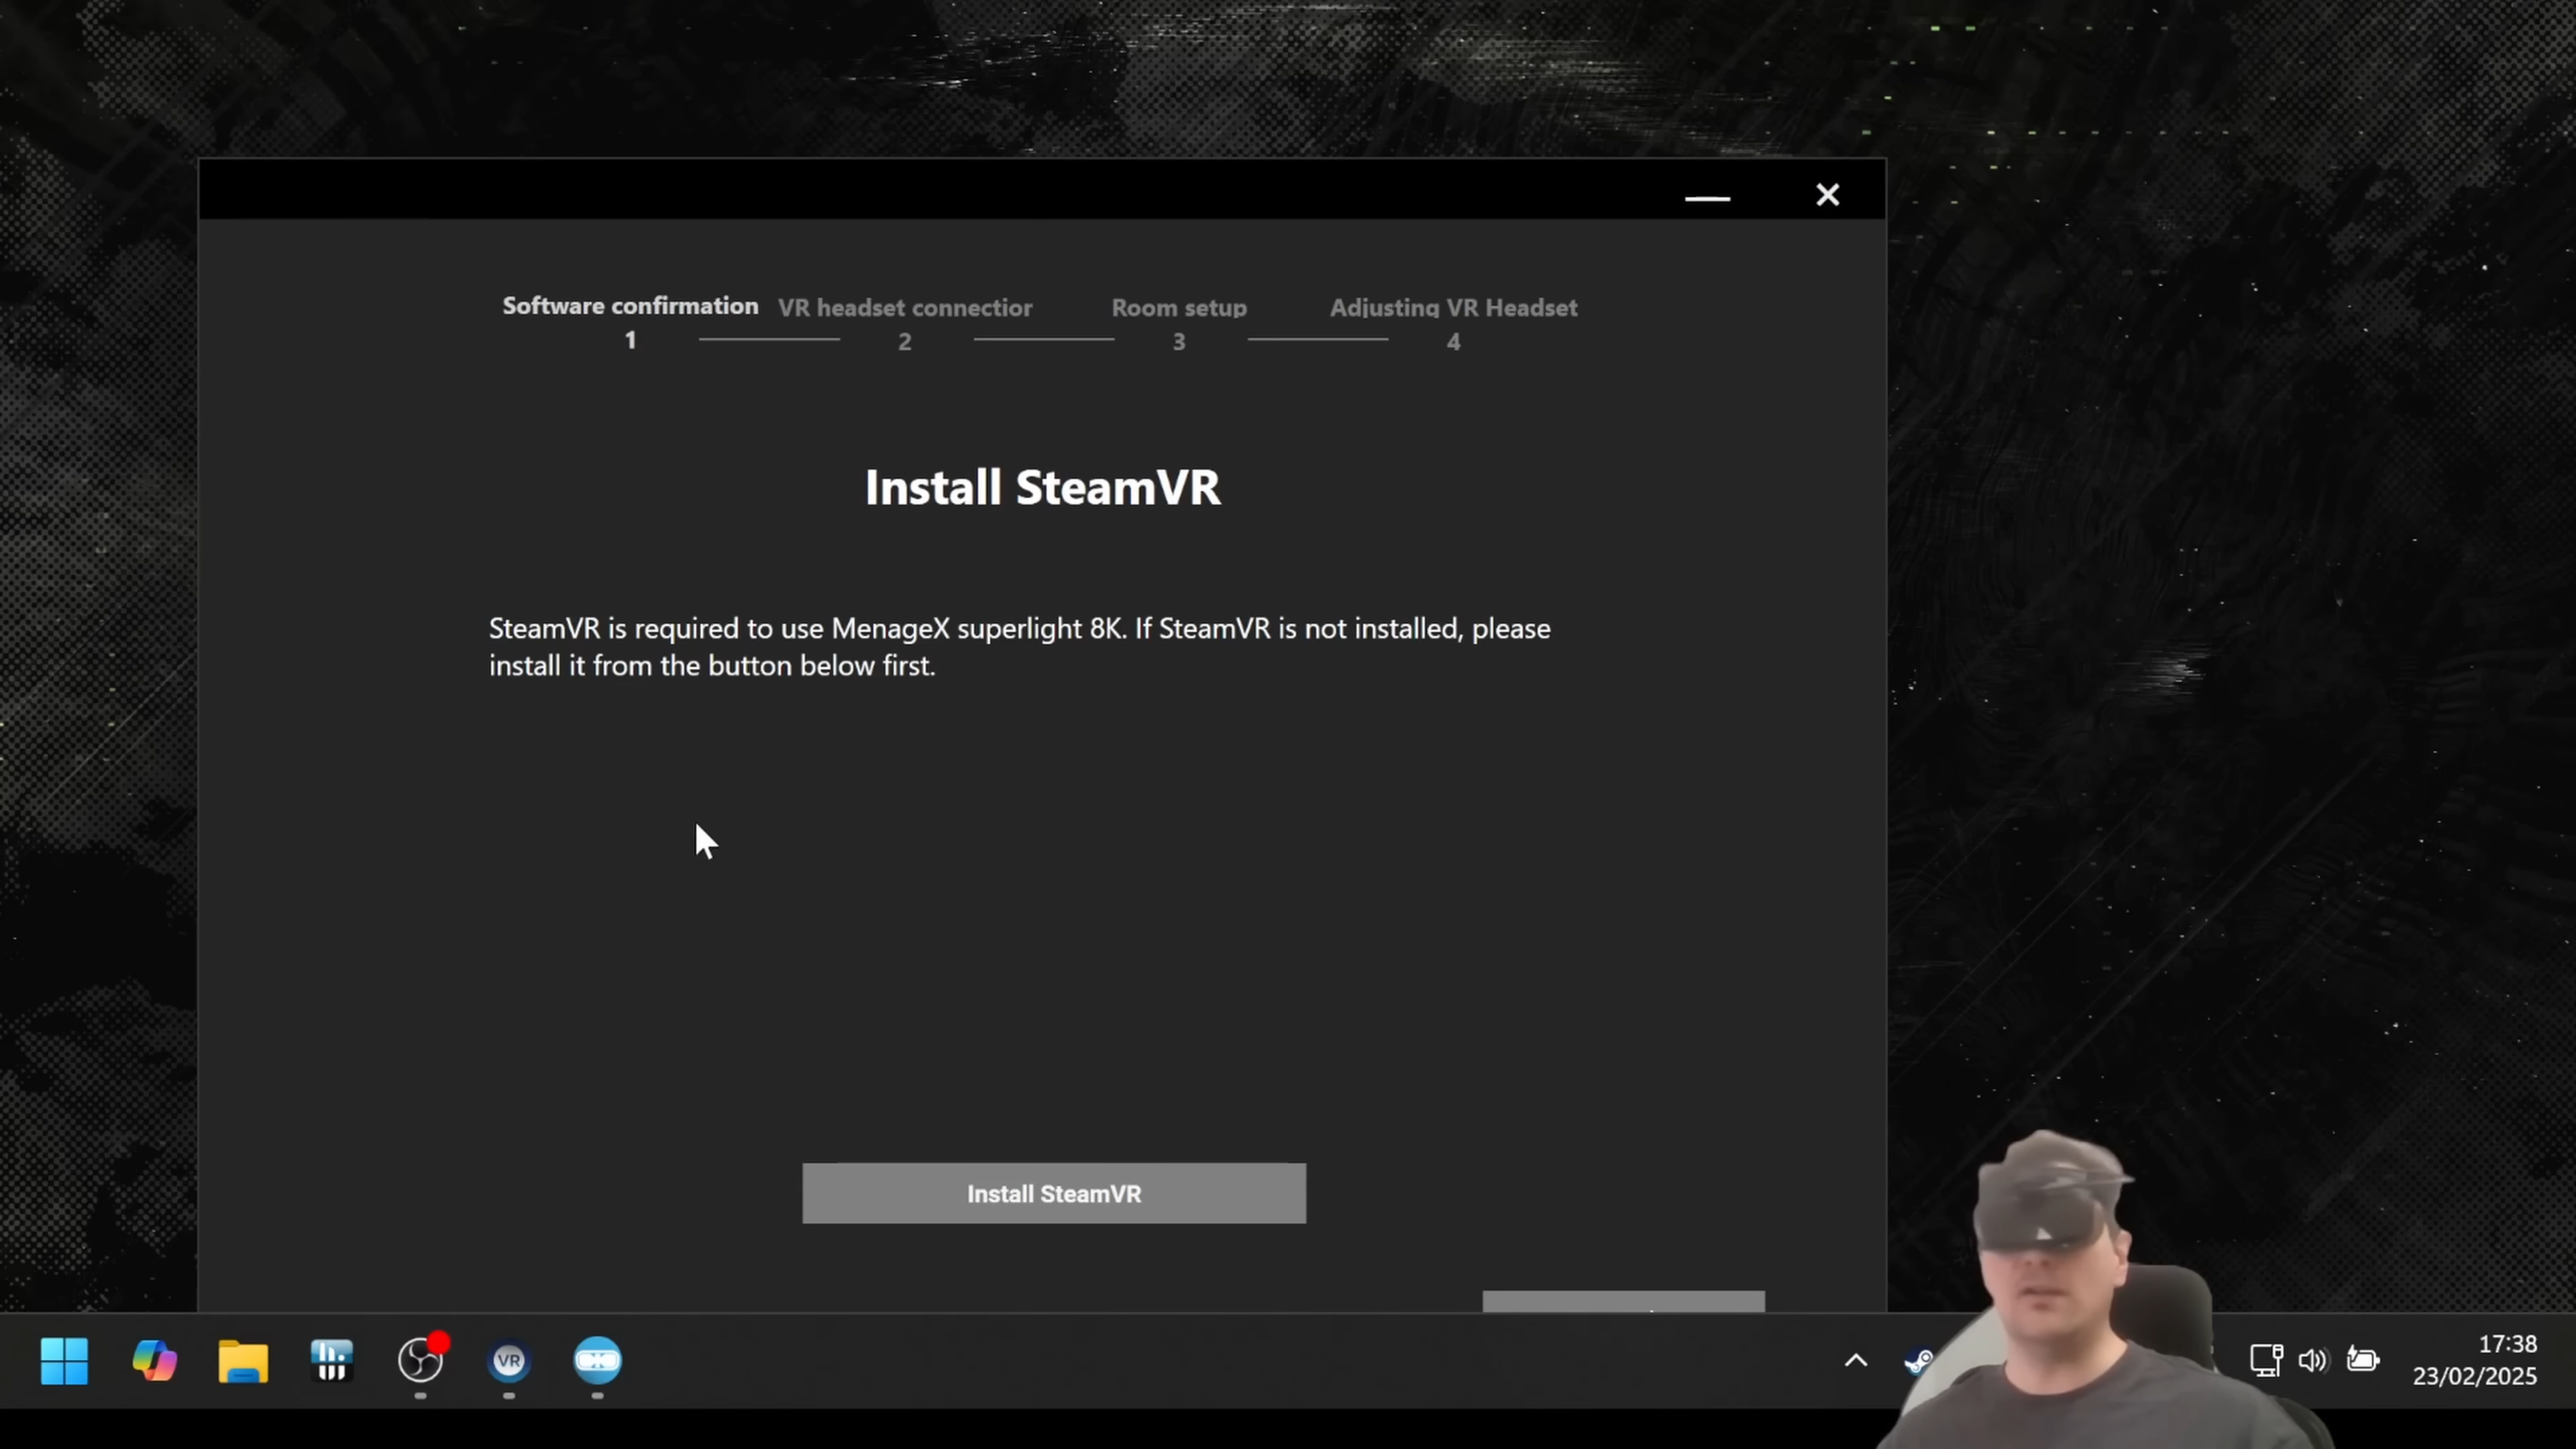 Software confirmation
VR headset connectior
Room setup
Adjusting VR Headset
1
2
3
4
Install SteamVR
SteamVR is required to use MenageX superlight 8K. If SteamVR is not installed, please
install it from the button below first.
Install SteamVR
VR
17:38
23/02/2025